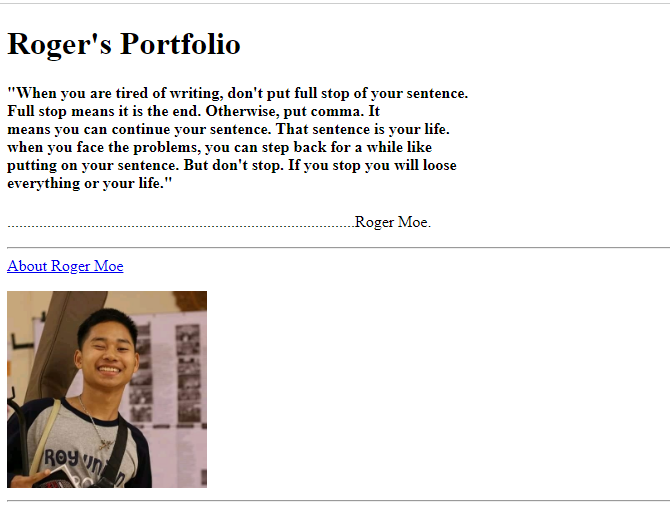 Roger's Portfolio
"When you are tired of writing, don't put full stop of your sentence.
Full stop means it is the end. Otherwise, put comma. It
means you can continue your sentence. That sentence is your life.
when you face the problems, you can step back for a while like
putting on your sentence. But don't stop. If you stop you will loose
everything or your life."
.......................................................................................Roger Moe.
About Roger Moe
ROY